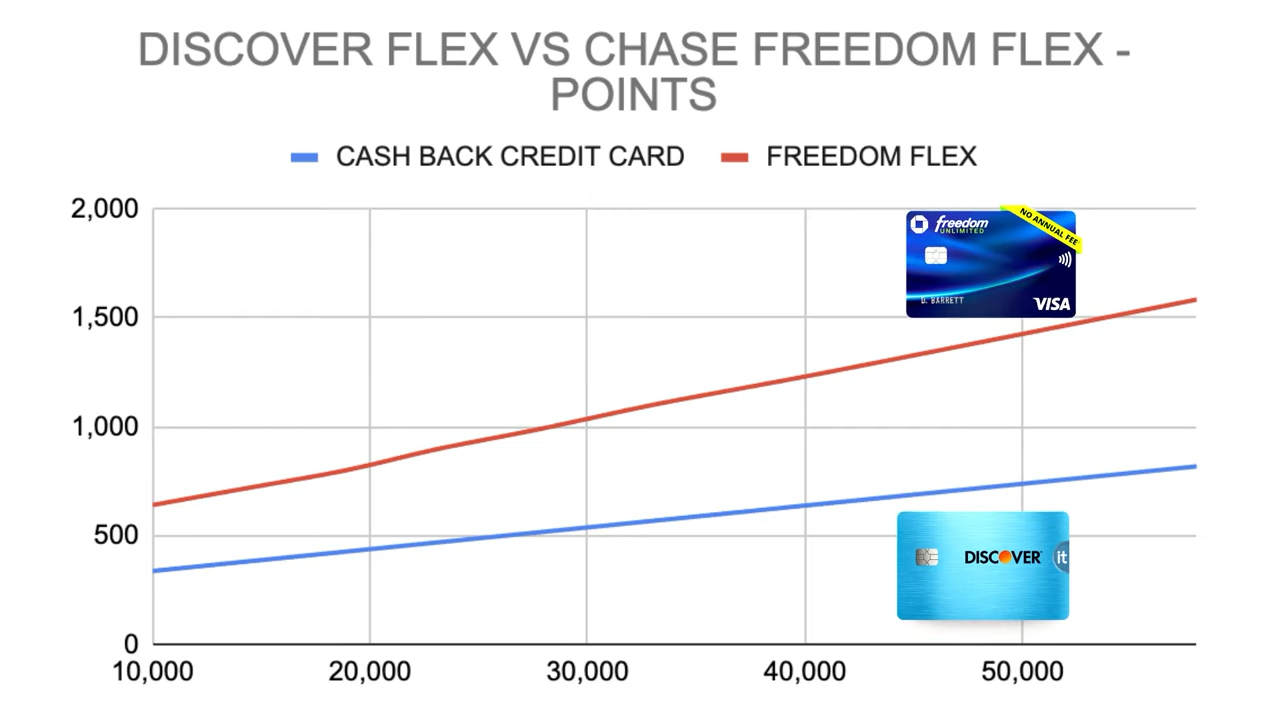 DISCOVER FLEX VS CHASE FREEDOM FLEX -
POINTS
CASH BACK CREDIT CARD FREEDOM FLEX
2,000
1,500
1,000
500
0
10,000 20,000 30,000 40,000 50,000
freedom
UNLIMITED
NO ANNUAL FEE
D. BARRETT
VISA
DISCOVER it